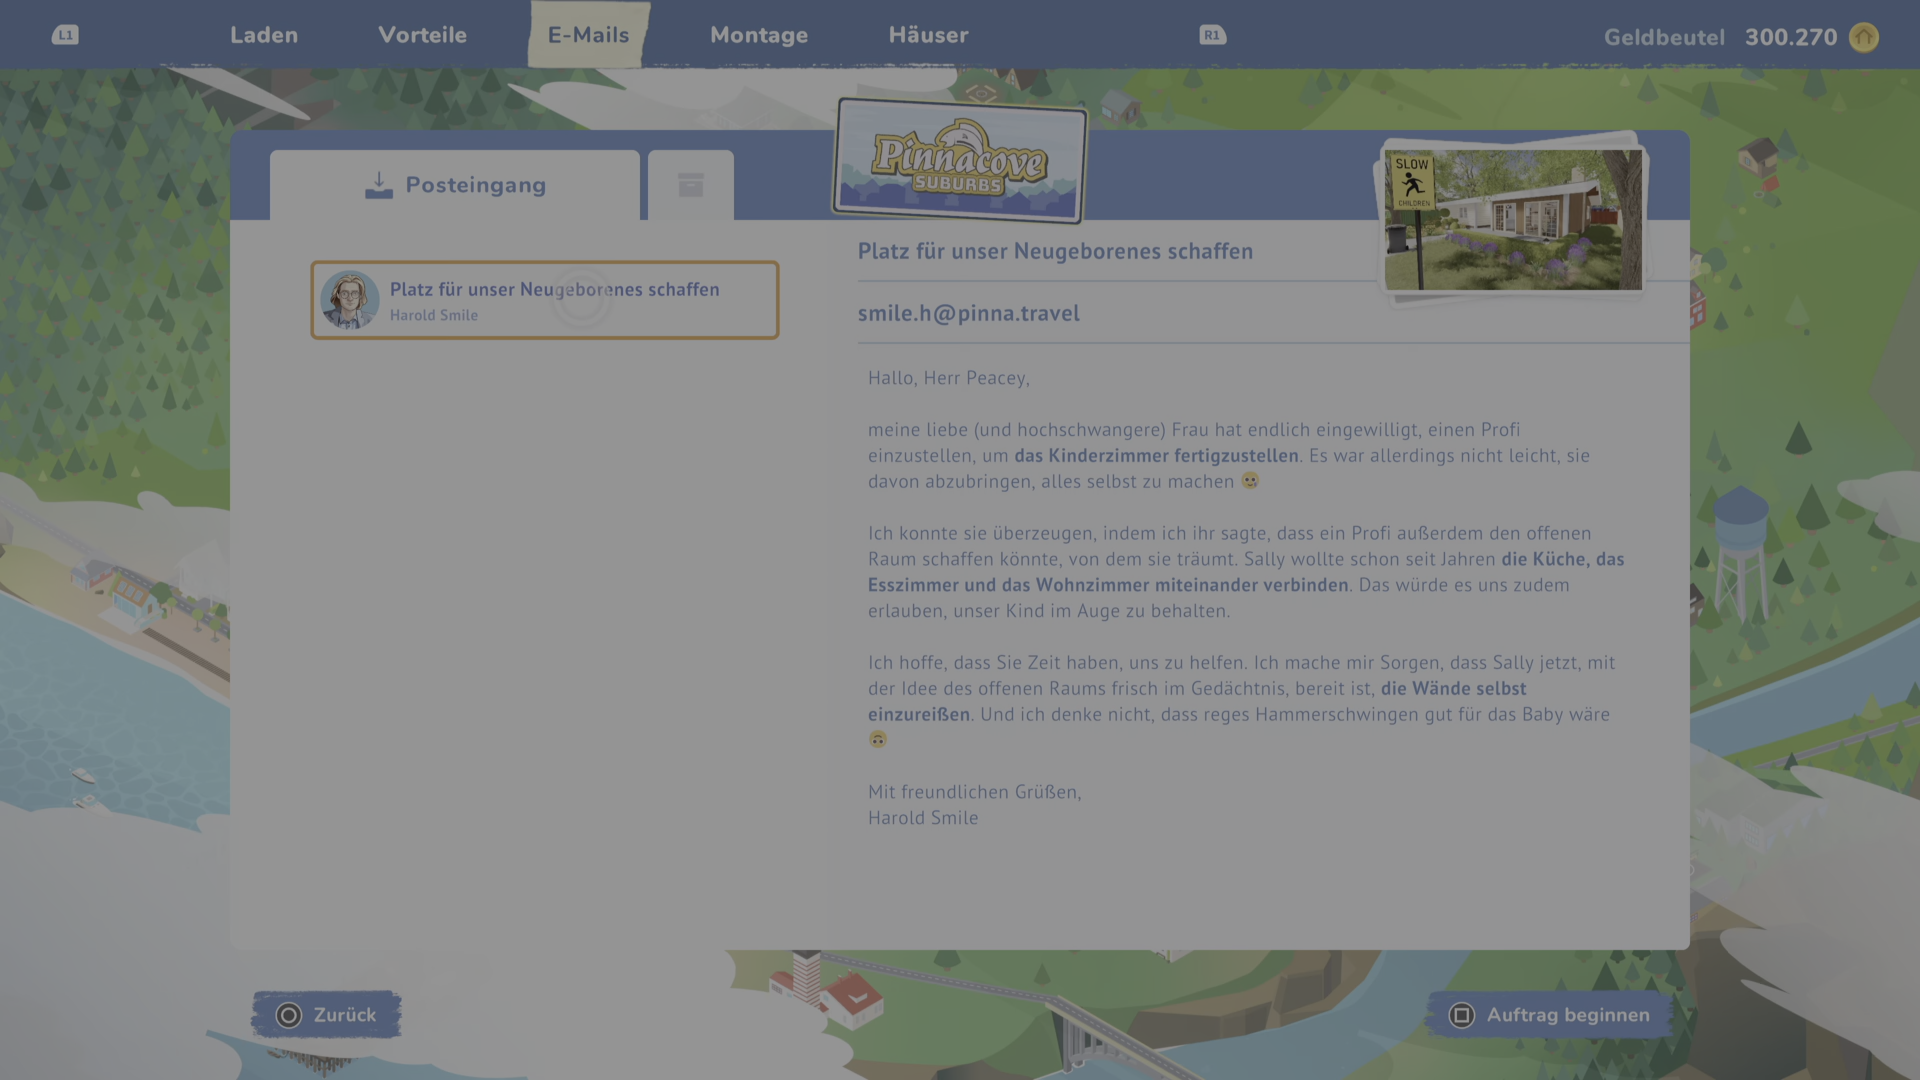 L1
Laden
Vorteile
E-Mails
Montage
Häuser
R1
Geldbeutel 300.270
Posteingang
Pinnacove
SUBURBS
SLOW
CHILDREN
Platz für unser Neugeborenes schaffen
Harold Smile
Platz für unser Neugeborenes schaffen
smile.h@pinna.travel
Hallo, Herr Peacey,
meine liebe (und hochschwangere) Frau hat endlich eingewilligt, einen Profi
einzustellen, um das Kinderzimmer fertigzustellen. Es war allerdings nicht leicht, sie
davon abzubringen, alles selbst zu machen
Ich konnte sie überzeugen, indem ich ihr sagte, dass ein Profi außerdem den offenen
Raum schaffen könnte, von dem sie träumt. Sally wollte schon seit Jahren die Küche, das
Esszimmer und das Wohnzimmer miteinander verbinden. Das würde es uns zudem
erlauben, unser Kind im Auge zu behalten.
Ich hoffe, dass Sie Zeit haben, uns zu helfen. Ich mache mir Sorgen, dass Sally jetzt, mit
der Idee des offenen Raums frisch im Gedächtnis, bereit ist, die Wände selbst
einzureißen. Und ich denke nicht, dass reges Hammerschwingen gut für das Baby wäre
Mit freundlichen Grüßen,
Harold Smile
Zurück
Auftrag beginnen